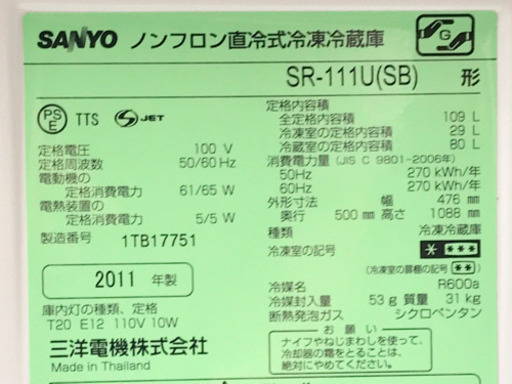 SANYO ノンフロン直冷式冷凍冷蔵庫
G
SR-111U(SB) 形
PS E TTS S JET
定格電圧 100 V
定格周波数 50/60 Hz
電動機の
定格消費電力 61/65 W
電熱装置の
定格消費電力 5/5 W
製造番号 1TB17751
2011 年製
庫内灯の種類、定格
T20 E12 110V 10W
三洋電機株式会社
Made in Thailand
定格内容積
全定格内容積 109 L
冷凍室の定格内容積 29 L
冷蔵室の定格内容積 80 L
消費電力量 (JIS C 9801-2006年)
50Hz 270 kWh/年
60Hz 270 kWh/年
外形寸法 幅 476 mm
奥行 500 mm 高さ 1088 mm
種類 冷凍冷蔵庫
冷凍室の記号 * ***
(冷凍室の扉棚の記号 **)
冷媒名 R600a
冷媒封入量 53 g 質量 31 kg
断熱発泡ガス シクロペンタン
お 願 い
ナイフやねじまわしを使って、
冷却器の霜をとることは、
絶対にやめてください。